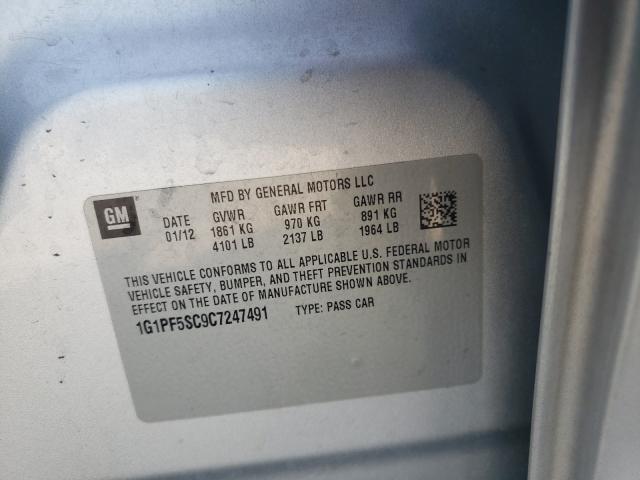 GM
MFD BY GENERAL MOTORS LLC
DATE GVWR GAWR FRT GAWR RR
01/12 1861 KG 970 KG 891 KG
4101 LB 2137 LB 1964 LB
THIS VEHICLE CONFORMS TO ALL APPLICABLE U.S. FEDERAL MOTOR
VEHICLE SAFETY, BUMPER, AND THEFT PREVENTION STANDARDS IN
EFFECT ON THE DATE OF MANUFACTURE SHOWN ABOVE.
1G1PF5SC9C7247491 TYPE: PASS CAR